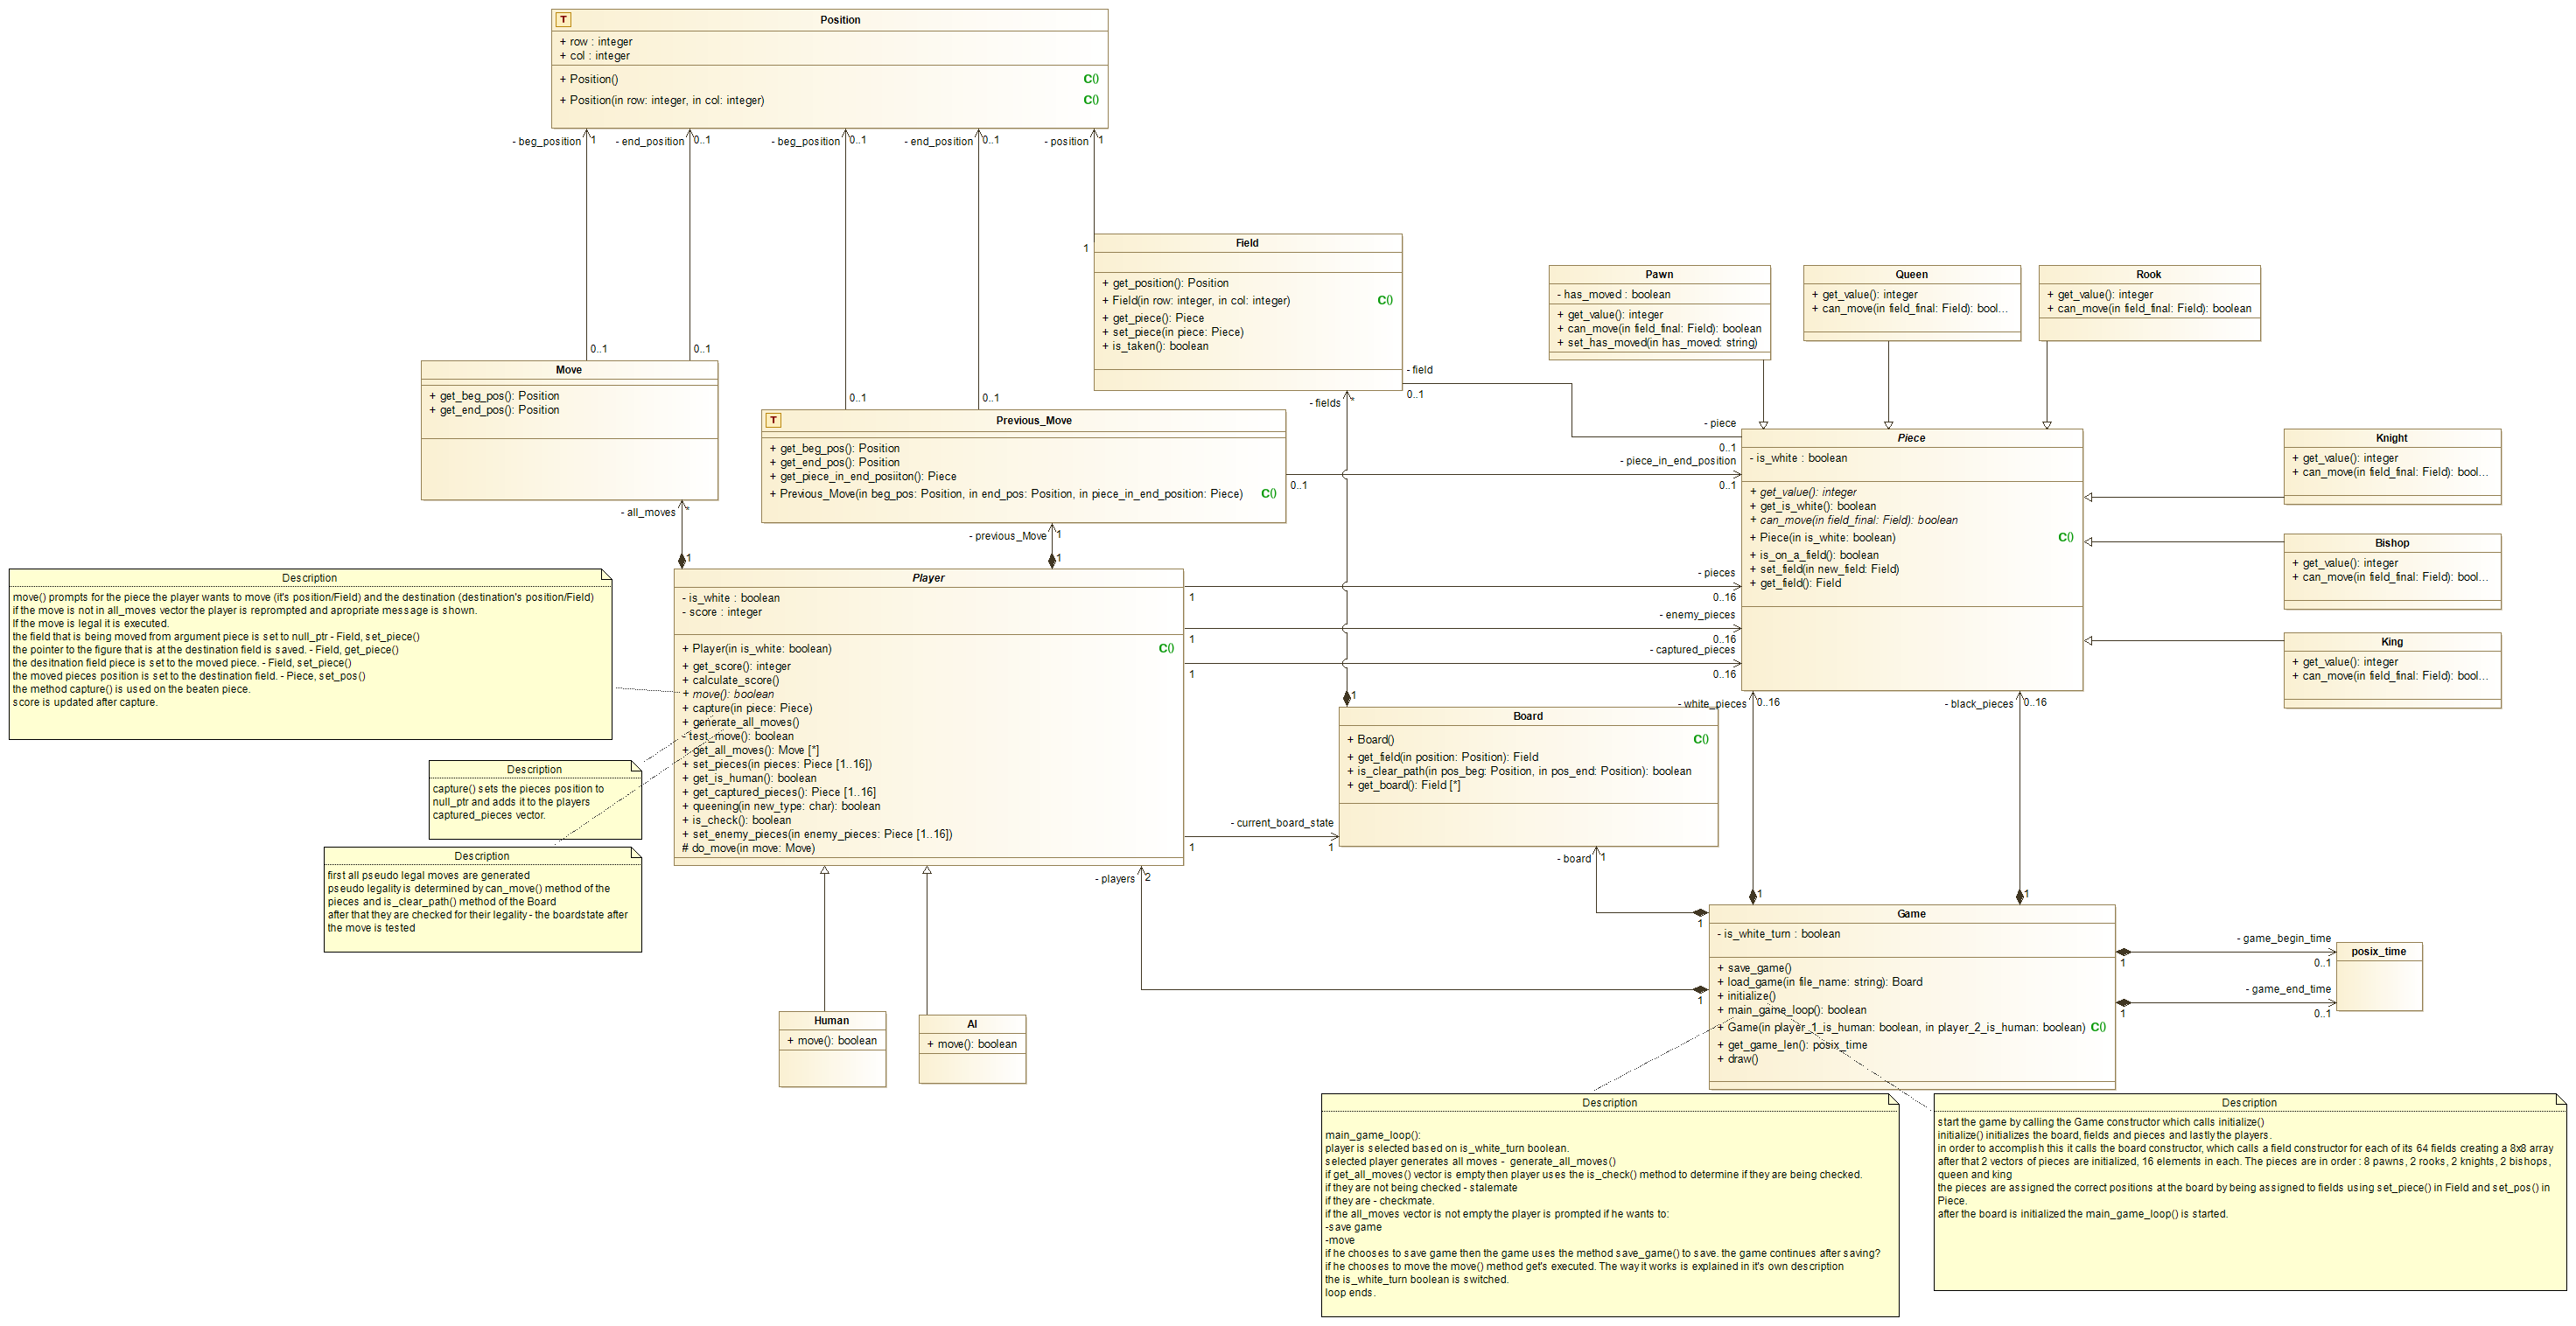 T
Position
+ row : integer
+ col : integer
+ Position()
C()
+ Position(in row: integer, in col: integer)
C()
- beg_position 1
- end_position 0..1
- beg_position 0..1
- end_position 0..1
- position 1
1
Field
+ get_position(): Position
+ Field(in row: integer, in col: integer)
C()
+ get_piece(): Piece
+ set_piece(in piece: Piece)
+ is_taken(): boolean
Pawn
- has_moved : boolean
+ get_value(): integer
+ can_move(in field_final: Field): boolean
+ set_has_moved(in has_moved: string)
Queen
+ get_value(): integer
+ can_move(in field_final: Field): bool...
Rook
+ get_value(): integer
+ can_move(in field_final: Field): boolean
0..1
0..1
Move
+ get_beg_pos(): Position
+ get_end_pos(): Position
- field
0..1
0..1
0..1
- fields *
Previous_Move
T
+ get_beg_pos(): Position
+ get_end_pos(): Position
+ get_piece_in_end_posiiton(): Piece
+ Previous_Move(in beg_pos: Position, in end_pos: Position, in piece_in_end_position: Piece)
C()
- piece
0..1
- piece_in_end_position
0..1
0..1
Piece
- is_white : boolean
+ get_value(): integer
+ get_is_white(): boolean
+ can_move(in field_final: Field): boolean
+ Piece(in is_white: boolean)
C()
+ is_on_a_field(): boolean
+ set_field(in new_field: Field)
+ get_field(): Field
Knight
+ get_value(): integer
+ can_move(in field_final: Field): bool...
Bishop
+ get_value(): integer
+ can_move(in field_final: Field): bool...
King
+ get_value(): integer
+ can_move(in field_final: Field): bool...
- all_moves *
1
- previous_Move 1
1
Description
move() prompts for the piece the player wants to move (it's position/Field) and the destination (destination's position/Field)
if the move is not in all_moves vector the player is reprompted and apropriate message is shown.
If the move is legal it is executed.
the field that is being moved from argument piece is set to null_ptr - Field, set_piece()
the pointer to the figure that is at the destination field is saved. - Field, get_piece()
the desitnation field piece is set to the moved piece. - Field, set_piece()
the moved pieces position is set to the destination field. - Piece, set_pos()
the method capture() is used on the beaten piece.
score is updated after capture.
Player
- is_white : boolean
- score : integer
+ Player(in is_white: boolean)
C()
+ get_score(): integer
+ calculate_score()
+ move(): boolean
+ capture(in piece: Piece)
+ generate_all_moves()
- test_move(): boolean
+ get_all_moves(): Move [*]
+ set_pieces(in pieces: Piece [1..16])
+ get_is_human(): boolean
+ get_captured_pieces(): Piece [1..16]
+ queening(in new_type: char): boolean
+ is_check(): boolean
+ set_enemy_pieces(in enemy_pieces: Piece [1..16])
# do_move(in move: Move)
- pieces
1
0..16
- enemy_pieces
1
0..16
- captured_pieces
1
0..16
1
- white_pieces 0..16
- black_pieces 0..16
Board
+ Board()
C()
+ get_field(in position: Position): Field
+ is_clear_path(in pos_beg: Position, in pos_end: Position): boolean
+ get_board(): Field [*]
- current_board_state
1
1
- board 1
Description
capture() sets the pieces position to
null_ptr and adds it to the players
captured_pieces vector.
Description
first all pseudo legal moves are generated
pseudo legality is determined by can_move() method of the
pieces and is_clear_path() method of the Board
after that they are checked for their legality - the boardstate after
the move is tested
- players 2
1
1
1
1
Game
- is_white_turn : boolean
+ save_game()
+ load_game(in file_name: string): Board
+ initialize()
+ main_game_loop(): boolean
+ Game(in player_1_is_human: boolean, in player_2_is_human: boolean)
C()
+ get_game_len(): posix_time
+ draw()
- game_begin_time
1
0..1
- game_end_time
1
0..1
posix_time
Human
+ move(): boolean
AI
+ move(): boolean
Description
main_game_loop():
player is selected based on is_white_turn boolean.
selected player generates all moves - generate_all_moves()
if get_all_moves() vector is empty then player uses the is_check() method to determine if they are being checked.
if they are not being checked - stalemate
if they are - checkmate.
if the all_moves vector is not empty the player is prompted if he wants to:
-save game
-move
if he chooses to save game then the game uses the method save_game() to save. the game continues after saving?
if he chooses to move the move() method get's executed. The way it works is explained in it's own description
the is_white_turn boolean is switched.
loop ends.
Description
start the game by calling the Game constructor which calls initialize()
initialize() initializes the board, fields and pieces and lastly the players.
in order to accomplish this it calls the board constructor, which calls a field constructor for each of its 64 fields creating a 8x8 array
after that 2 vectors of pieces are initialized, 16 elements in each. The pieces are in order : 8 pawns, 2 rooks, 2 knights, 2 bishops,
queen and king
the pieces are assigned the correct positions at the board by being assigned to fields using set_piece() in Field and set_pos() in
Piece.
after the board is initialized the main_game_loop() is started.